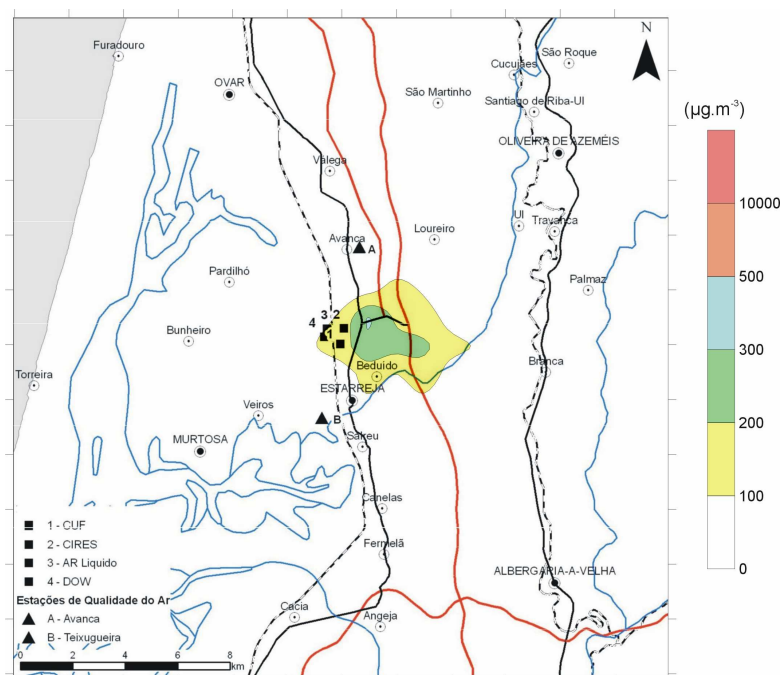 Furadouro
OVAR
São Martinho
Cucujães
São Roque
N
Santiago de Riba-Ul
OLIVEIRA DE AZEMÉIS
(µg.m⁻³)
Válega
Avanca
A
Loureiro
Ul
Travanca
Pardilhó
Palmaz
3 2
4 1
Bunheiro
Beduido
Branca
Torreira
ESTARREJA
Veiros
B
MURTOSA
Salreu
Canelas
Fermelã
ALBERGARIA-A-VELHA
Cacia
Angeja
10000
500
300
200
100
0
1 - CUF
2 - CIRES
3 - AR Liquido
4 - DOW
Estações de Qualidade do Ar
A - Avanca
B - Teixugueira
0 2 4 6 8
km